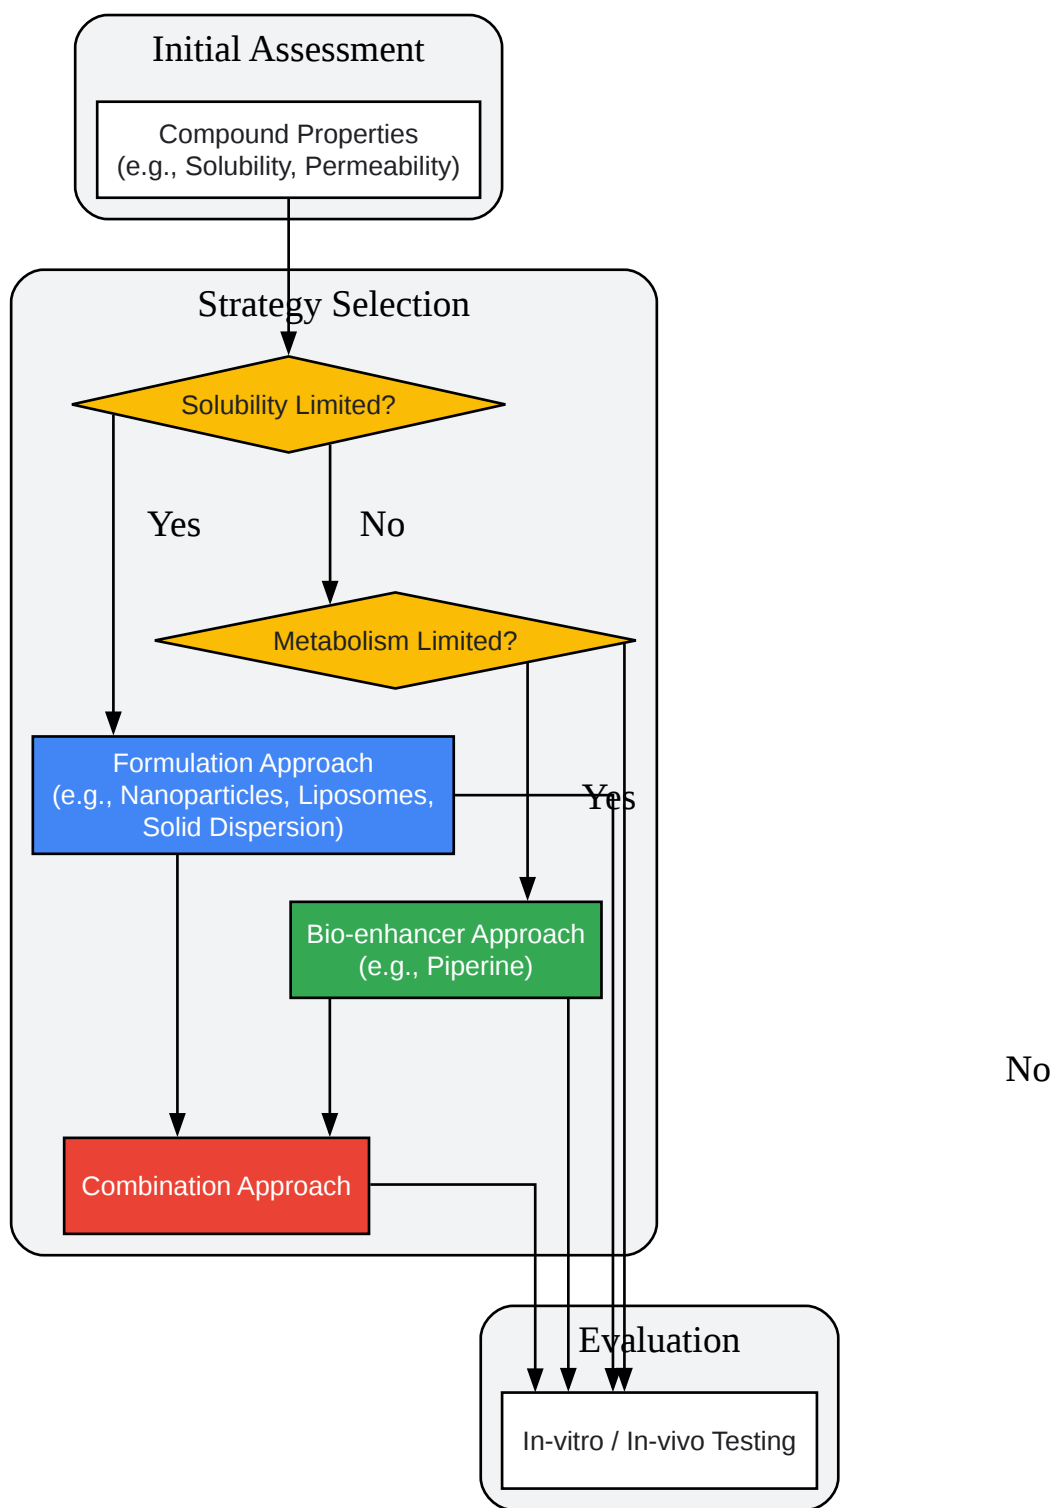 Initial Assessment
Compound Properties
(e.g., Solubility, Permeability)
Strategy Selection
Solubility Limited?
Yes
No
Metabolism Limited?
Formulation Approach
(e.g., Nanoparticles, Liposomes,
Solid Dispersion)
Yes
Bio-enhancer Approach
(e.g., Piperine)
No
Combination Approach
Evaluation
In-vitro / In-vivo Testing